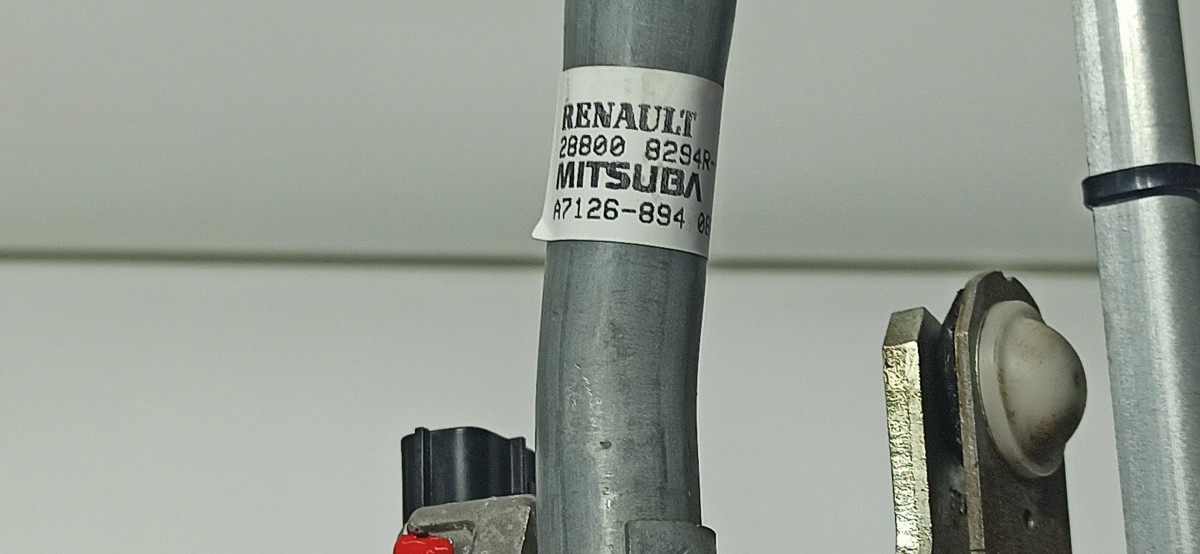 RENAULT
28800 8294R-
MITSUBA
A7126-894